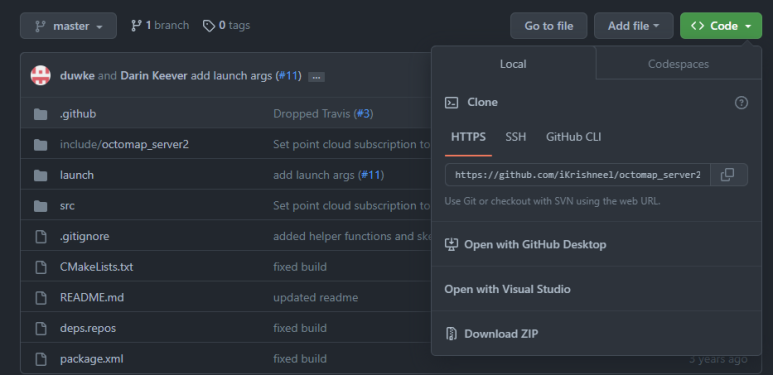 master 1 branch 0 tags Go to file Add file Code
duwke and Darin Keever add launch args (#11) ...
Local Codespaces
Clone
HTTPS SSH GitHub CLI
https://github.com/iKrishneel/octomap_server2
Use Git or checkout with SVN using the web URL.
Open with GitHub Desktop
Open with Visual Studio
Download ZIP
.github Dropped Travis (#3)
include/octomap_server2 Set point cloud subscription to
launch add launch args (#11)
src Set point cloud subscription to
.gitignore added helper functions and ske
CMakeLists.txt fixed build
README.md updated readme
deps.repos fixed build
package.xml fixed build 3 years ago